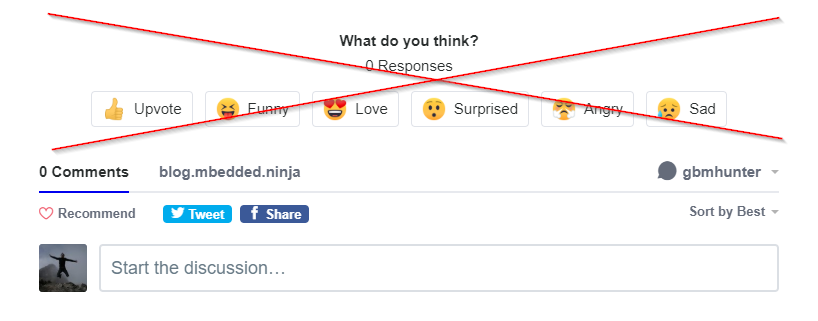 What do you think?
0 Responses
Upvote Funny Love Surprised Angry Sad
0 Comments blog.mbedded.ninja gbmhunter
Recommend Tweet Share Sort by Best
Start the discussion…